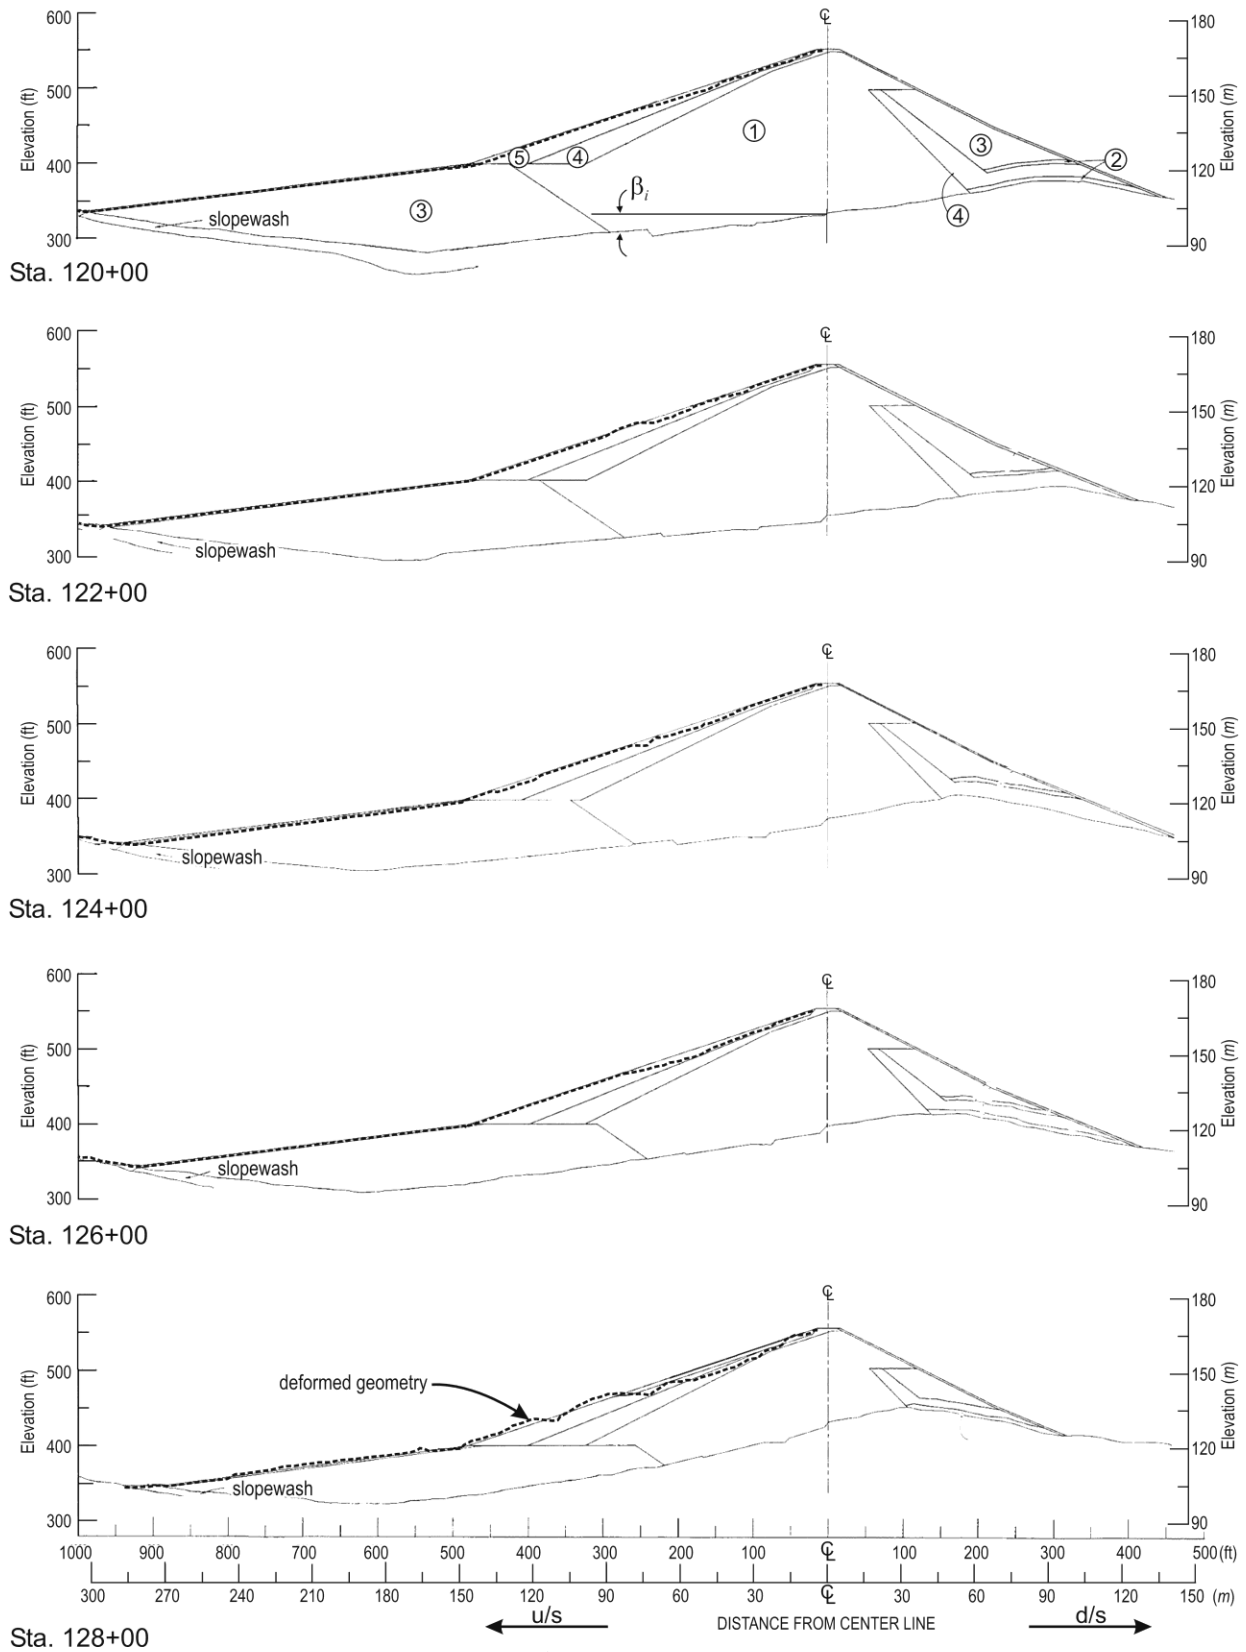 600
500
400
300
Elevation (ft)
℄
180
150
120
90
Elevation (m)
①
⑤
④
③
②
③
④
βi
slopewash
Sta. 120+00
600
500
400
300
Elevation (ft)
℄
180
150
120
90
Elevation (m)
slopewash
Sta. 122+00
600
500
400
300
Elevation (ft)
℄
180
150
120
90
Elevation (m)
slopewash
Sta. 124+00
600
500
400
300
Elevation (ft)
℄
180
150
120
90
Elevation (m)
slopewash
Sta. 126+00
600
500
400
300
Elevation (ft)
℄
180
150
120
90
Elevation (m)
deformed geometry
slopewash
1000 900 800 700 600 500 400 300 200 100 ℄ 100 200 300 400 500 (ft)
300 270 240 210 180 150 120 90 60 30 ℄ 30 60 90 120 150 (m)
u/s DISTANCE FROM CENTER LINE d/s
Sta. 128+00